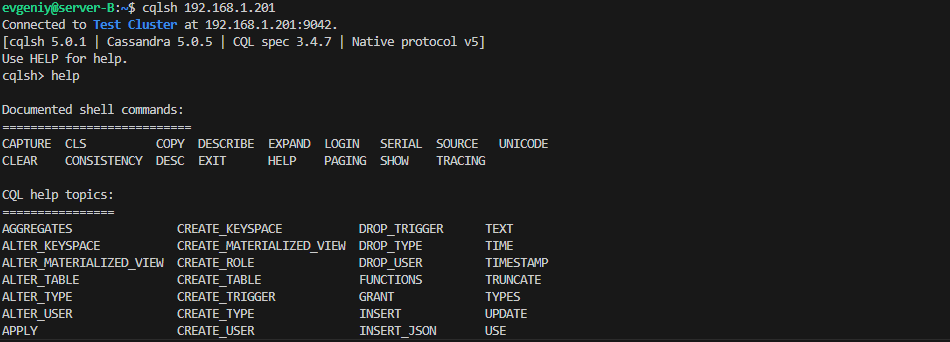 evgeniy@server-B:~$ cqlsh 192.168.1.201
Connected to Test Cluster at 192.168.1.201:9042.
[cqlsh 5.0.1 | Cassandra 5.0.5 | CQL spec 3.4.7 | Native protocol v5]
Use HELP for help.
cqlsh> help
Documented shell commands:
===========================
CAPTURE  CLS          COPY  DESCRIBE  EXPAND  LOGIN   SERIAL  SOURCE   UNICODE
CLEAR    CONSISTENCY  DESC  EXIT      HELP    PAGING  SHOW    TRACING
CQL help topics:
================
AGGREGATES               CREATE_KEYSPACE           DROP_TRIGGER      TEXT
ALTER_KEYSPACE           CREATE_MATERIALIZED_VIEW  DROP_TYPE         TIME
ALTER_MATERIALIZED_VIEW  CREATE_ROLE               DROP_USER         TIMESTAMP
ALTER_TABLE              CREATE_TABLE              FUNCTIONS         TRUNCATE
ALTER_TYPE               CREATE_TRIGGER            GRANT             TYPES
ALTER_USER               CREATE_TYPE               INSERT            UPDATE
APPLY                    CREATE_USER               INSERT_JSON       USE